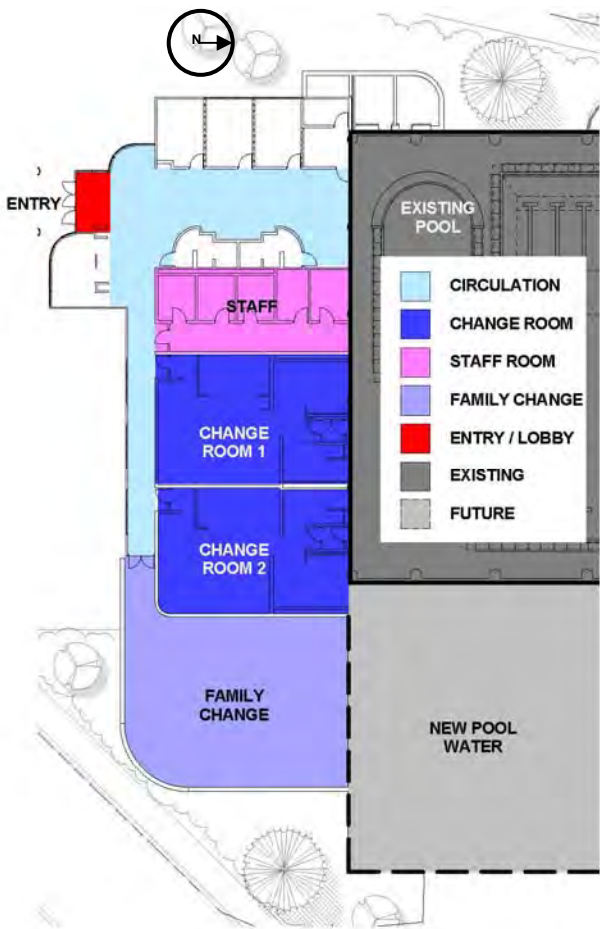 N
ENTRY
EXISTING
POOL
CIRCULATION
CHANGE ROOM
STAFF ROOM
FAMILY CHANGE
ENTRY / LOBBY
EXISTING
FUTURE
STAFF
CHANGE
ROOM 1
CHANGE
ROOM 2
FAMILY
CHANGE
NEW POOL
WATER